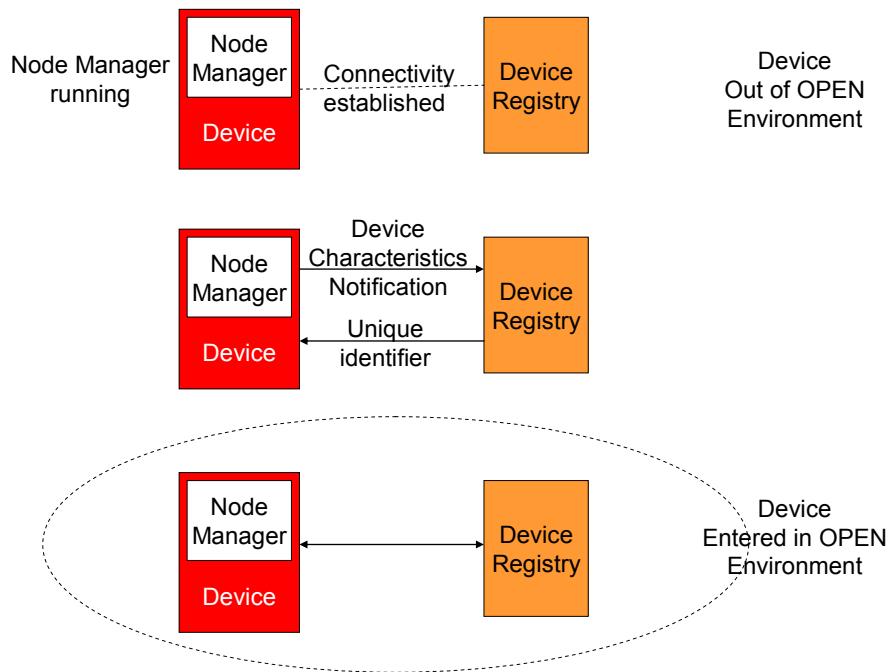 Node Manager
running
Node
Manager
Device
Connectivity
established
Device
Registry
Device
Out of OPEN
Environment
Node
Manager
Device
Device
Characteristics
Notification
Unique
identifier
Device
Registry
Node
Manager
Device
Device
Registry
Device
Entered in OPEN
Environment